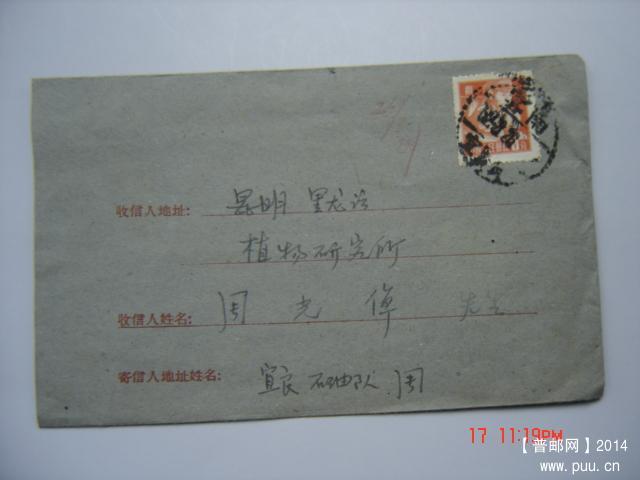 收信人地址: 昆明 黑龙潭
植物研究所
收信人姓名: 周 光 倬 先生
寄信人地址姓名: 宜良 石油队 周
17 11:19PM
【普邮网】2014
www.puu.cn